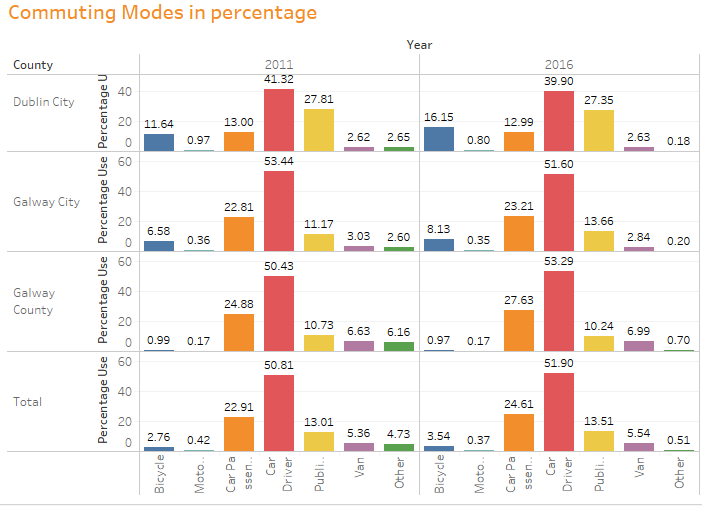 Commuting Modes in percentage
Year
County 2011 2016
Dublin City
Percentage U
40
20
0
11.64 0.97 13.00 41.32 27.81 2.62 2.65
16.15 0.80 12.99 39.90 27.35 2.63 0.18
Galway City
Percentage Use
60
40
20
0
6.58 0.36 22.81 53.44 11.17 3.03 2.60
8.13 0.35 23.21 51.60 13.66 2.84 0.20
Galway
County
Percentage Use
60
40
20
0
0.99 0.17 24.88 50.43 10.73 6.63 6.16
0.97 0.17 27.63 53.29 10.24 6.99 0.70
Total
Percentage Use
60
40
20
0
2.76 0.42 22.91 50.81 13.01 5.36 4.73
3.54 0.37 24.61 51.90 13.51 5.54 0.51
Bicycle
Moto..
Car Pa
ssen..
Car
Driver
Publi..
Van
Other
Bicycle
Moto..
Car Pa
ssen..
Car
Driver
Publi..
Van
Other